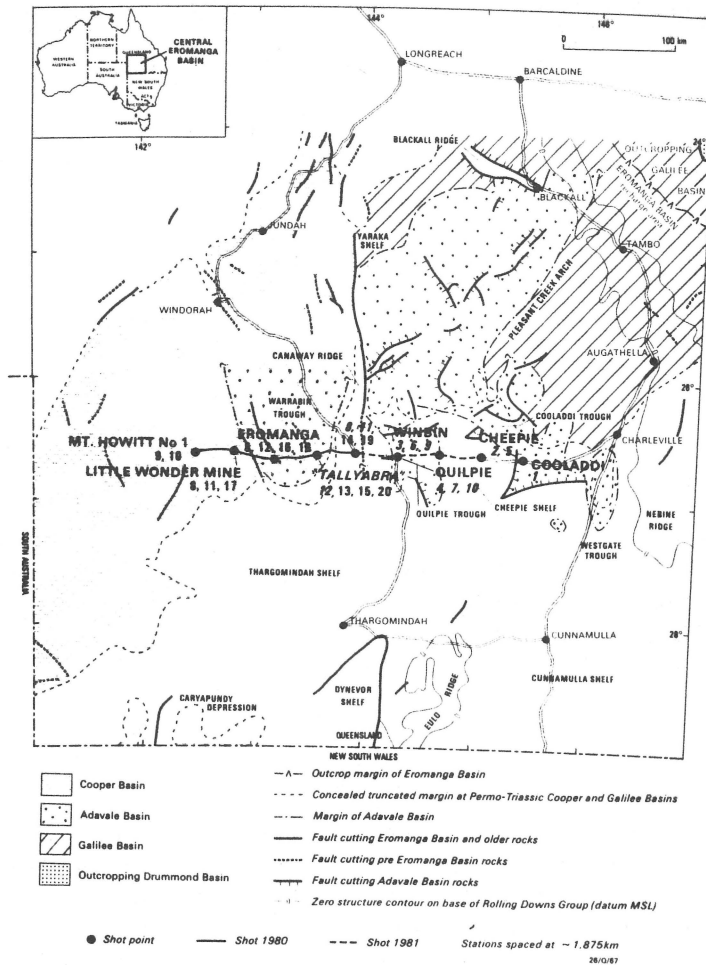 144°
146°
NORTHERN
TERRITORY
QUEENSLAND
CENTRAL
EROMANGA
BASIN
WESTERN
AUSTRALIA
SOUTH
AUSTRALIA
NEW SOUTH
WALES
ACT
VICTORIA
TASMANIA
142°
0 100 km
LONGREACH
BARCALDINE
BLACKALL RIDGE
24°
OUTCROPPING
GALILEE
BASIN
EROMANGA BASIN
BLACKALL
JUNDAH
YARAKA
SHELF
TAMBO
WINDORAH
PLEASANT CREEK ARCH
CANAWAY RIDGE
AUGATHELLA
26°
WARRABIN
TROUGH
COOLADDI TROUGH
CHARLEVILLE
MT. HOWITT No 1
9, 18
EROMANGA
14, 19
WINBIN
CHEEPIE
2, 5
LITTLE WONDER MINE
8, 11, 17
"TALLYABRA"
12, 13, 15, 20
QUILPIE
4, 7, 10
COOLADDI
QUILPIE TROUGH
CHEEPIE SHELF
NEBINE
RIDGE
WESTGATE
TROUGH
SOUTH AUSTRALIA
THARGOMINDAH SHELF
THARGOMINDAH
CUNNAMULLA
28°
CARYAPUNDY
DEPRESSION
DYNEVOR
SHELF
EULO RIDGE
CUNNAMULLA SHELF
QUEENSLAND
NEW SOUTH WALES
Cooper Basin
Adavale Basin
Galilee Basin
Outcropping Drummond Basin
Outcrop margin of Eromanga Basin
Concealed truncated margin at Permo-Triassic Cooper and Galilee Basins
Margin of Adavale Basin
Fault cutting Eromanga Basin and older rocks
Fault cutting pre Eromanga Basin rocks
Fault cutting Adavale Basin rocks
Zero structure contour on base of Rolling Downs Group (datum MSL)
Shot point Shot 1980 Shot 1981 Stations spaced at ~ 1.875km
26/Q/67